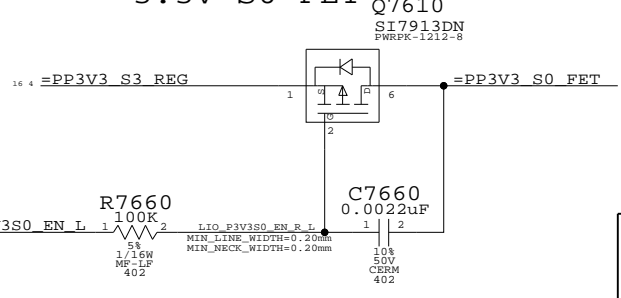 Q7610
SI7913DN
PWRPK-1212-8
16 4 =PP3V3_S3_REG
=PP3V3_S0_FET
1
S
D
6
G
2
R7660
100K
1
2
5%
1/16W
MF-LF
402
3S0_EN_L
LIO_P3V3S0_EN_R_L
MIN_LINE_WIDTH=0.20mm
MIN_NECK_WIDTH=0.20mm
C7660
0.0022uF
1
2
10%
50V
CERM
402